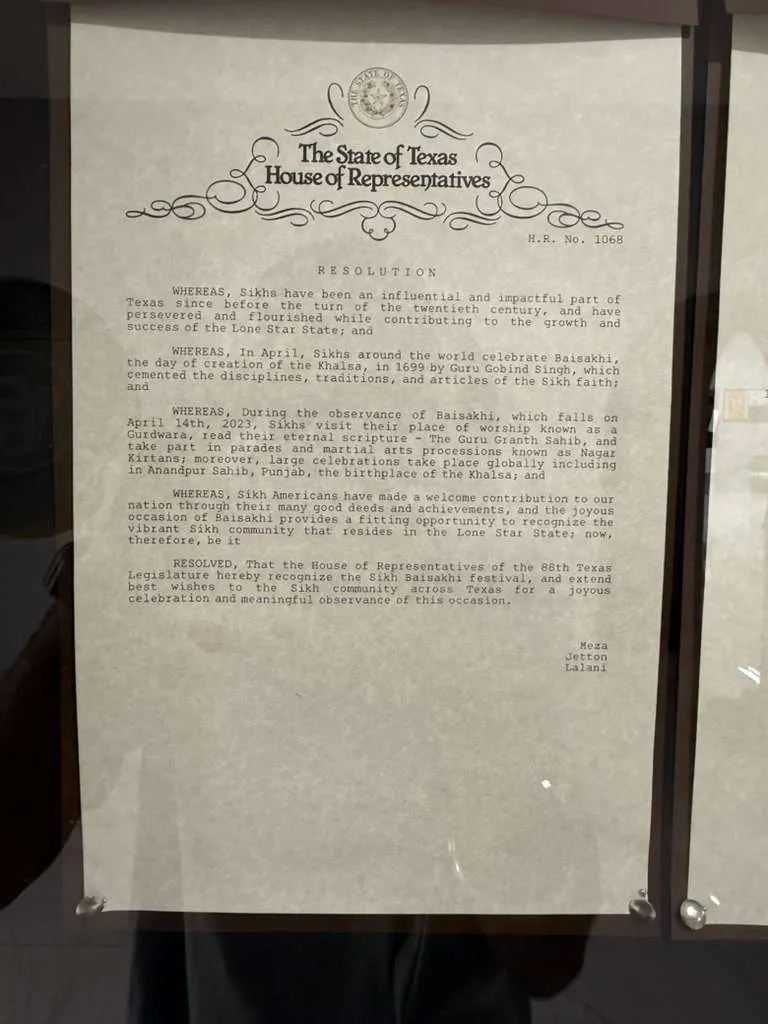 THE STATE OF TEXAS
The State of Texas
House of Representatives
H.R. No. 1068
RESOLUTION
WHEREAS, Sikhs have been an influential and impactful part of
Texas since before the turn of the twentieth century, and have
persevered and flourished while contributing to the growth and
success of the Lone Star State; and
WHEREAS, In April, Sikhs around the world celebrate Baisakhi,
the day of creation of the Khalsa, in 1699 by Guru Gobind Singh, which
cemented the disciplines, traditions, and articles of the Sikh faith;
and
WHEREAS, During the observance of Baisakhi, which falls on
April 14th, 2023, Sikhs visit their place of worship known as a
Gurdwara, read their eternal scripture - The Guru Granth Sahib, and
take part in parades and martial arts processions known as Nagar
Kirtans; moreover, large celebrations take place globally including
in Anandpur Sahib, Punjab, the birthplace of the Khalsa; and
WHEREAS, Sikh Americans have made a welcome contribution to our
nation through their many good deeds and achievements, and the joyous
occasion of Baisakhi provides a fitting opportunity to recognize the
vibrant Sikh community that resides in the Lone Star State; now,
therefore, be it
RESOLVED, That the House of Representatives of the 88th Texas
Legislature hereby recognize the Sikh Baisakhi festival, and extend
best wishes to the Sikh community across Texas for a joyous
celebration and meaningful observance of this occasion.
Meza
Jetton
Lalani